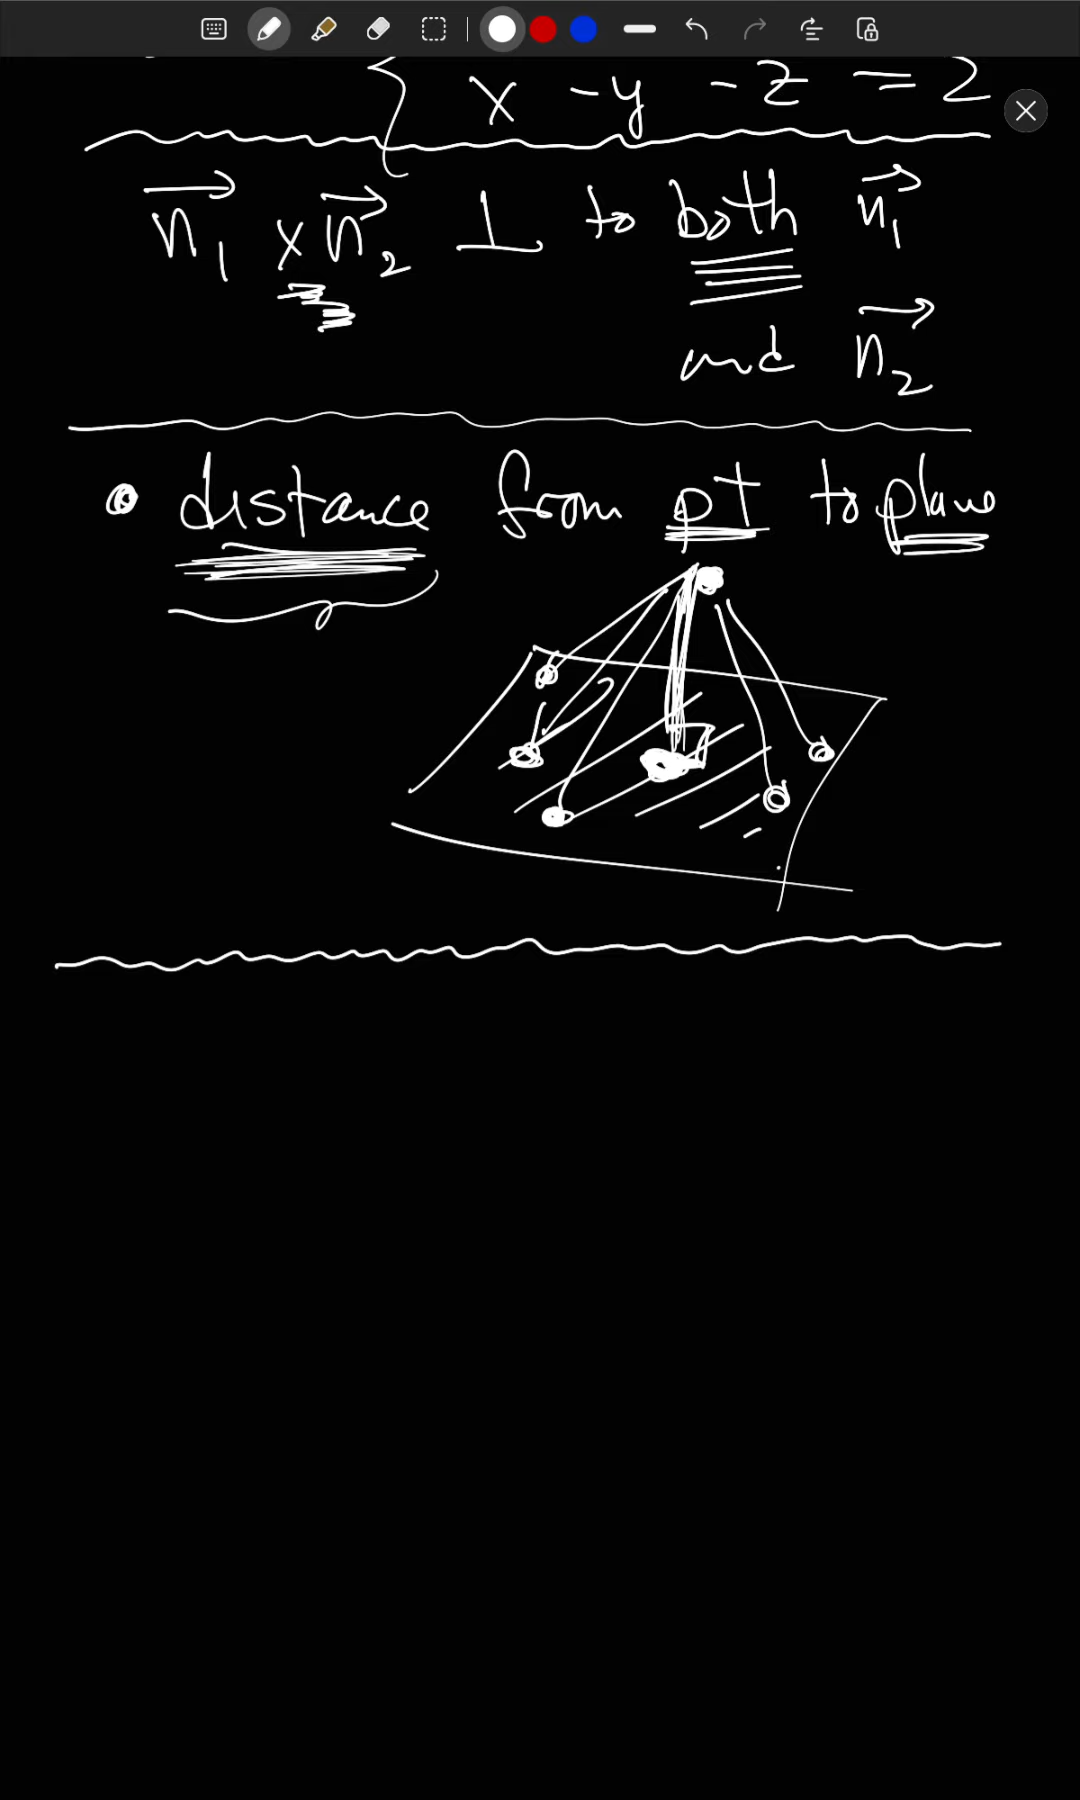 x - y - z = 2
n₁ × n₂ ⊥ to both n₁
and n₂
distance from pt to plane